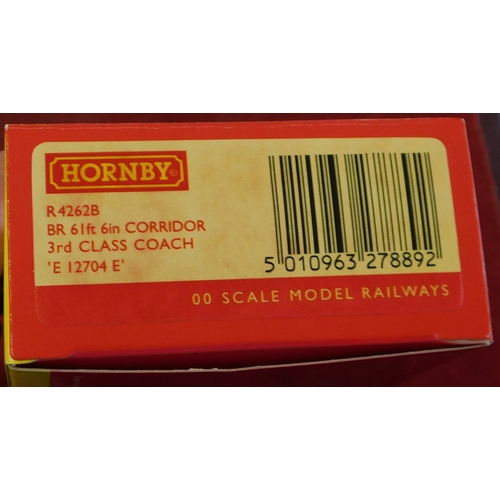 HORNBY
R4262B
BR 61ft 6in CORRIDOR
3rd CLASS COACH
'E 12704 E'
5 010963 278892
00 SCALE MODEL RAILWAYS